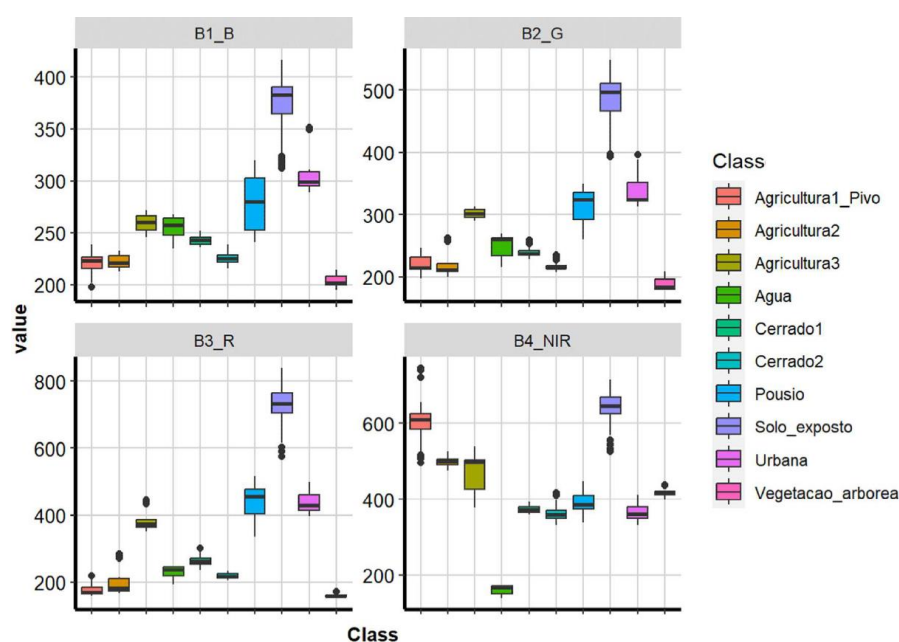 B1_B
B2_G
400
350
300
250
200
500
400
300
200
value
B3_R
B4_NIR
800
600
400
200
600
400
200
Class
Class
Agricultura1_Pivo
Agricultura2
Agricultura3
Agua
Cerrado1
Cerrado2
Pousio
Solo_exposto
Urbana
Vegetacao_arborea